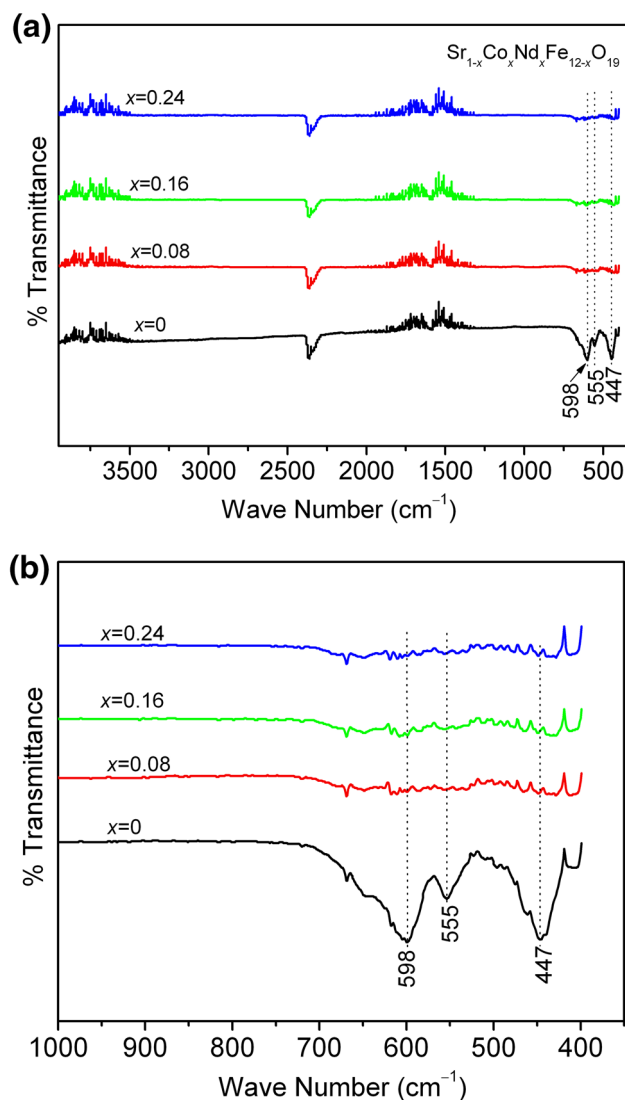 (a)
Sr1-xCoxNdxFe12-xO19
x=0.24
x=0.16
x=0.08
x=0
598
555
447
% Transmittance
3500 3000 2500 2000 1500 1000 500
Wave Number (cm−1)
(b)
x=0.24
x=0.16
x=0.08
x=0
598
555
447
% Transmittance
1000 900 800 700 600 500 400
Wave Number (cm−1)